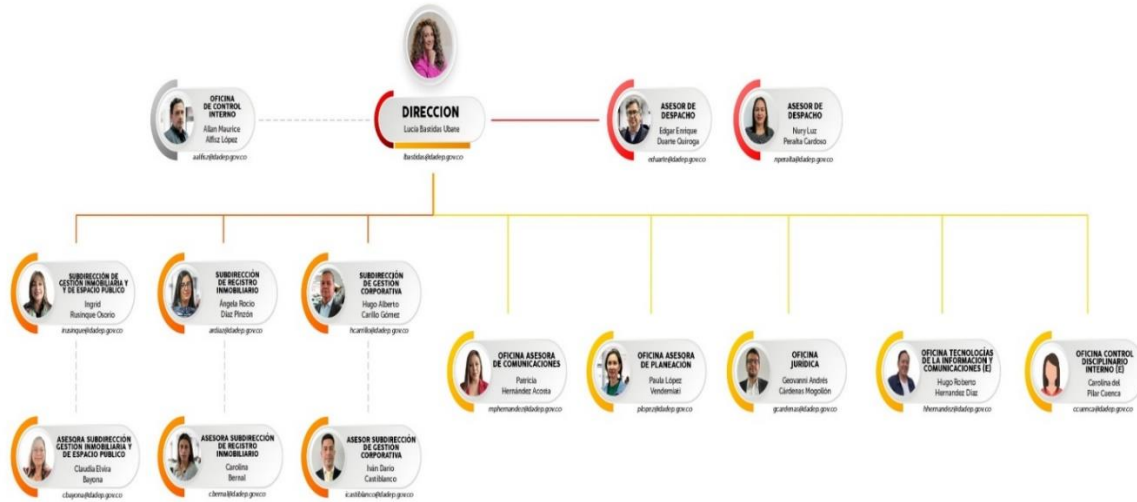 OFICINA
DE CONTROL
INTERNO
Allan Maurice
Alfisz López
aalfisz@dadep.gov.co
DIRECCION
Lucía Bastidas Ubate
lbastidas@dadep.gov.co
ASESOR DE
DESPACHO
Edgar Enrique
Duarte Quiroga
eduarte@dadep.gov.co
ASESOR DE
DESPACHO
Nury Luz
Peralta Cardoso
nperalta@dadep.gov.co
SUBDIRECCIÓN DE
GESTIÓN INMOBILIARIA Y
Y DE ESPACIO PÚBLICO
Ingrid
Rusinque Osorio
irusinque@dadep.gov.co
SUBDIRECCIÓN
DE REGISTRO
INMOBILIARIO
Ángela Rocio
Díaz Pinzón
ardiaz@dadep.gov.co
SUBDIRECCIÓN
DE GESTION
CORPORATIVA
Hugo Alberto
Carillo Gómez
hcarrillo@dadep.gov.co
OFICINA ASESORA
DE COMUNICACIONES
Patricia
Hernández Acosta
mphernandez@dadep.gov.co
OFICINA ASESORA
DE PLANEACION
Paula López
Vendemiati
plopez@dadep.gov.co
OFICINA
JURÍDICA
Geovanni Andrés
Cárdenas Mogollón
gcardenas@dadep.gov.co
OFICINA TECNOLOGÍAS
DE LA INFORMACION Y
COMUNICACIONES (E)
Hugo Roberto
Hernandez Díaz
hhernandez@dadep.gov.co
OFICINA CONTROL
DISCIPLINARIO
INTERNO (E)
Carolina del
Pilar Cuenca
ccuenca@dadep.gov.co
ASESORA SUBDIRECCIÓN
GESTIÓN INMOBILIARIA Y
DE ESPACIO PÚBLICO
Claudia Elvira
Bayona
cbayona@dadep.gov.co
ASESORA SUBDIRECCIÓN
DE REGISTRO
INMOBILIARIO
Carolina
Bernal
cbernal@dadep.gov.co
ASESOR SUBDIRECCIÓN
DE GESTIÓN
CORPORATIVA
Iván Darío
Castiblanco
icastiblanco@dadep.gov.co